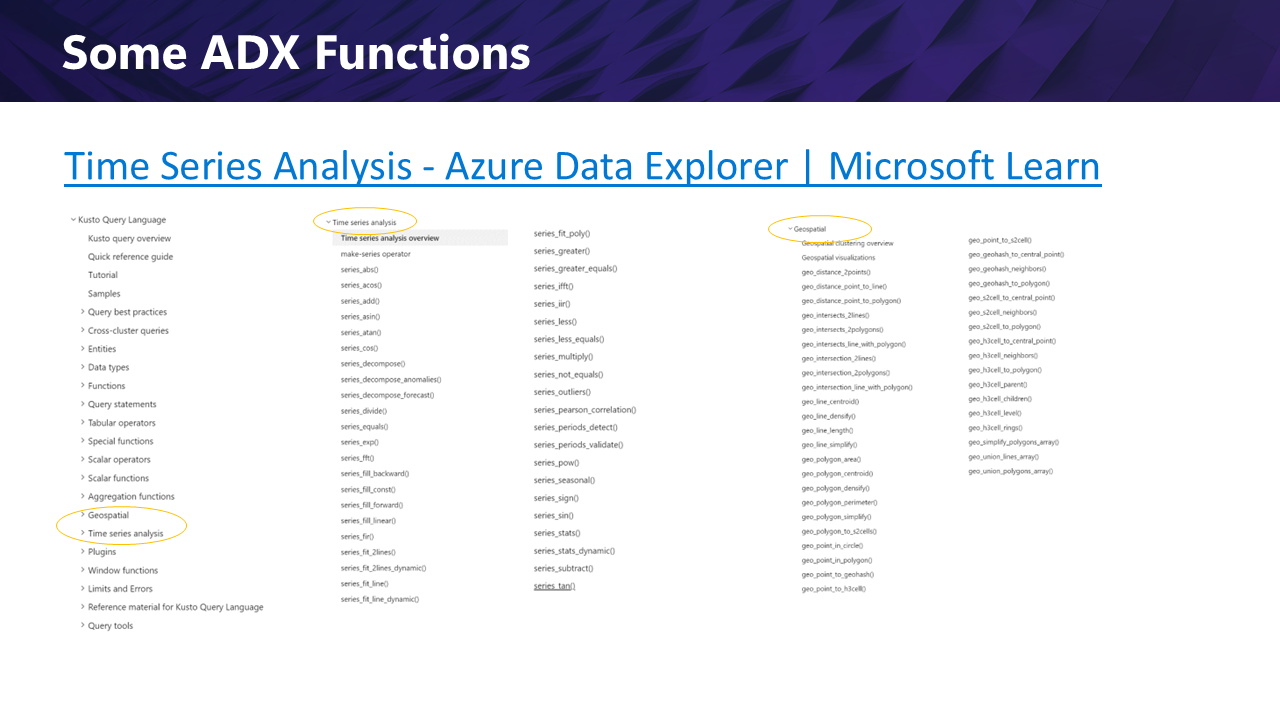 Some ADX Functions
Time Series Analysis - Azure Data Explorer | Microsoft Learn
Kusto Query Language
Kusto query overview
Quick reference guide
Tutorial
Samples
Query best practices
Cross-cluster queries
Entities
Data types
Functions
Query statements
Tabular operators
Special functions
Scalar operators
Scalar functions
Aggregation functions
Geospatial
Time series analysis
Plugins
Window functions
Limits and Errors
Reference material for Kusto Query Language
Query tools
Time series analysis
Time series analysis overview
make-series operator
series_abs()
series_acos()
series_add()
series_asin()
series_atan()
series_cos()
series_decompose()
series_decompose_anomalies()
series_decompose_forecast()
series_divide()
series_equals()
series_exp()
series_fft()
series_fill_backward()
series_fill_const()
series_fill_forward()
series_fill_linear()
series_fir()
series_fit_2lines()
series_fit_2lines_dynamic()
series_fit_line()
series_fit_line_dynamic()
series_fit_poly()
series_greater()
series_greater_equals()
series_ifft()
series_iir()
series_less()
series_less_equals()
series_multiply()
series_not_equals()
series_outliers()
series_pearson_correlation()
series_periods_detect()
series_periods_validate()
series_pow()
series_seasonal()
series_sign()
series_sin()
series_stats()
series_stats_dynamic()
series_subtract()
series_tan()
Geospatial
Geospatial clustering overview
Geospatial visualizations
geo_distance_2points()
geo_distance_point_to_line()
geo_distance_point_to_polygon()
geo_intersects_2lines()
geo_intersects_2polygons()
geo_intersects_line_with_polygon()
geo_intersection_2lines()
geo_intersection_2polygons()
geo_intersection_line_with_polygon()
geo_line_centroid()
geo_line_densify()
geo_line_length()
geo_line_simplify()
geo_polygon_area()
geo_polygon_centroid()
geo_polygon_densify()
geo_polygon_perimeter()
geo_polygon_simplify()
geo_polygon_to_s2cells()
geo_point_in_circle()
geo_point_in_polygon()
geo_point_to_geohash()
geo_point_to_h3cell()
geo_point_to_s2cell()
geo_geohash_to_central_point()
geo_geohash_neighbors()
geo_geohash_to_polygon()
geo_s2cell_to_central_point()
geo_s2cell_neighbors()
geo_s2cell_to_polygon()
geo_h3cell_to_central_point()
geo_h3cell_neighbors()
geo_h3cell_to_polygon()
geo_h3cell_parent()
geo_h3cell_children()
geo_h3cell_level()
geo_h3cell_rings()
geo_simplify_polygons_array()
geo_union_lines_array()
geo_union_polygons_array()